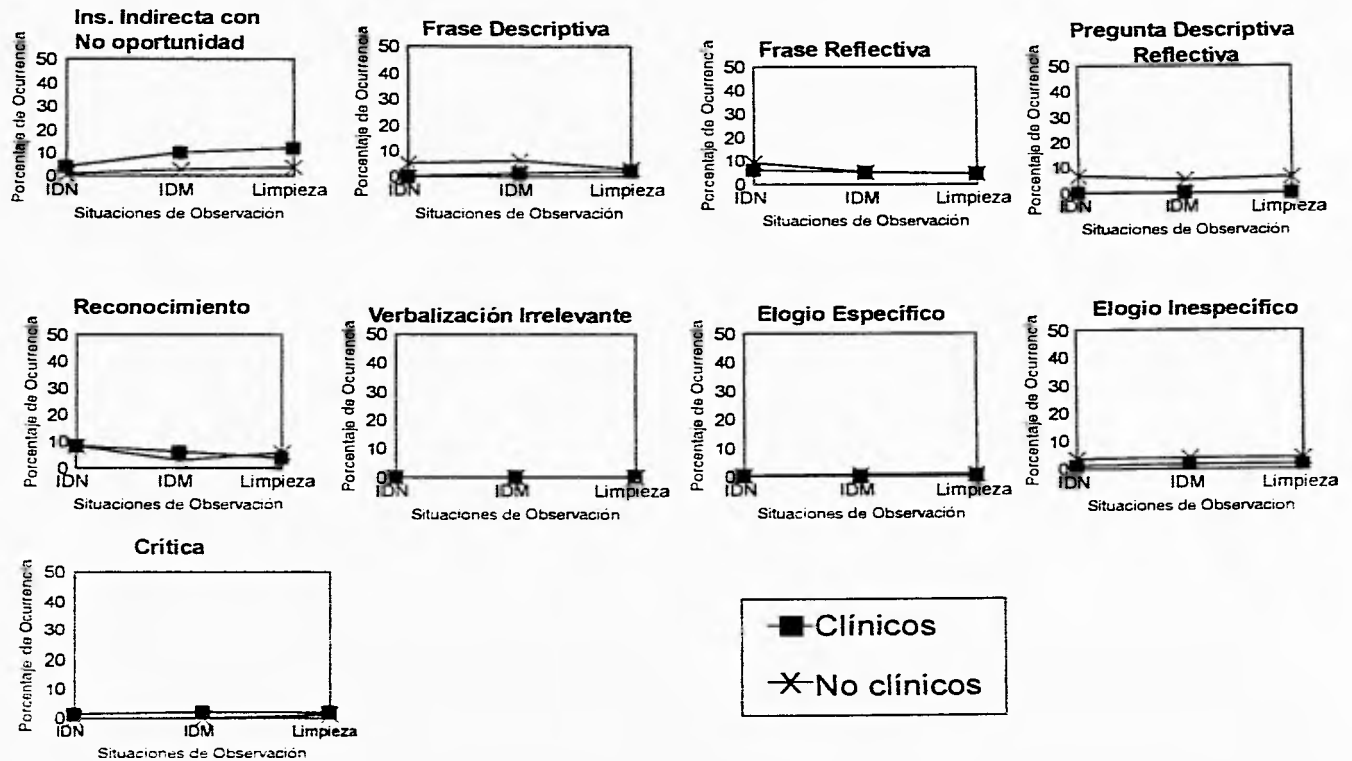 Ins. Indirecta con
No oportunidad
Porcentaje de Ocurrencia
50
40
30
20
10
0
IDN IDM Limpieza
Situaciones de Observación
Frase Descriptiva
Porcentaje de Ocurrencia
50
40
30
20
10
0
IDN IDM Limpieza
Situaciones de Observación
Frase Reflectiva
Porcentaje de Ocurrencia
50
40
30
20
10
0
IDN IDM Limpieza
Situaciones de Observación
Pregunta Descriptiva
Reflectiva
Porcentaje de Ocurrencia
50
40
30
20
10
0
IDN IDM Limpieza
Situaciones de Observación
Reconocimiento
Porcentaje de Ocurrencia
50
40
30
20
10
0
IDN IDM Limpieza
Situaciones de Observación
Verbalización Irrelevante
Porcentaje de Ocurrencia
50
40
30
20
10
0
IDN IDM Limpieza
Situaciones de Observación
Elogio Específico
Porcentaje de Ocurrencia
50
40
30
20
10
0
IDN IDM Limpieza
Situaciones de Observación
Elogio Inespecífico
Porcentaje de Ocurrencia
50
40
30
20
10
0
IDN IDM Limpieza
Situaciones de Observación
Crítica
Porcentaje de Ocurrencia
50
40
30
20
10
0
IDN IDM Limpieza
Situaciones de Observación
Clínicos
No clínicos